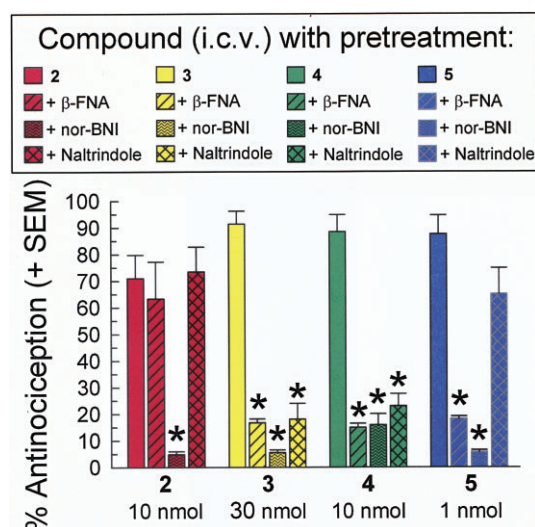 Compound (i.c.v.) with pretreatment:
2 3 4 5
+ β-FNA + β-FNA + β-FNA + β-FNA
+ nor-BNI + nor-BNI + nor-BNI + nor-BNI
+ Naltrindole + Naltrindole + Naltrindole + Naltrindole
% Antinociception (+ SEM)
100
90
80
70
60
50
40
30
20
10
0
* * * * * * * * *
2 3 4 5
10 nmol 30 nmol 10 nmol 1 nmol